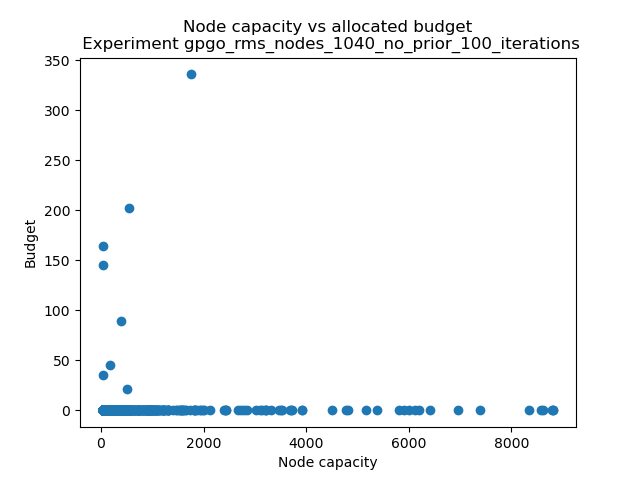 Node capacity vs allocated budget
Experiment gpgo_rms_nodes_1040_no_prior_100_iterations
350
300
250
200
150
100
50
0
Budget
0 2000 4000 6000 8000
Node capacity